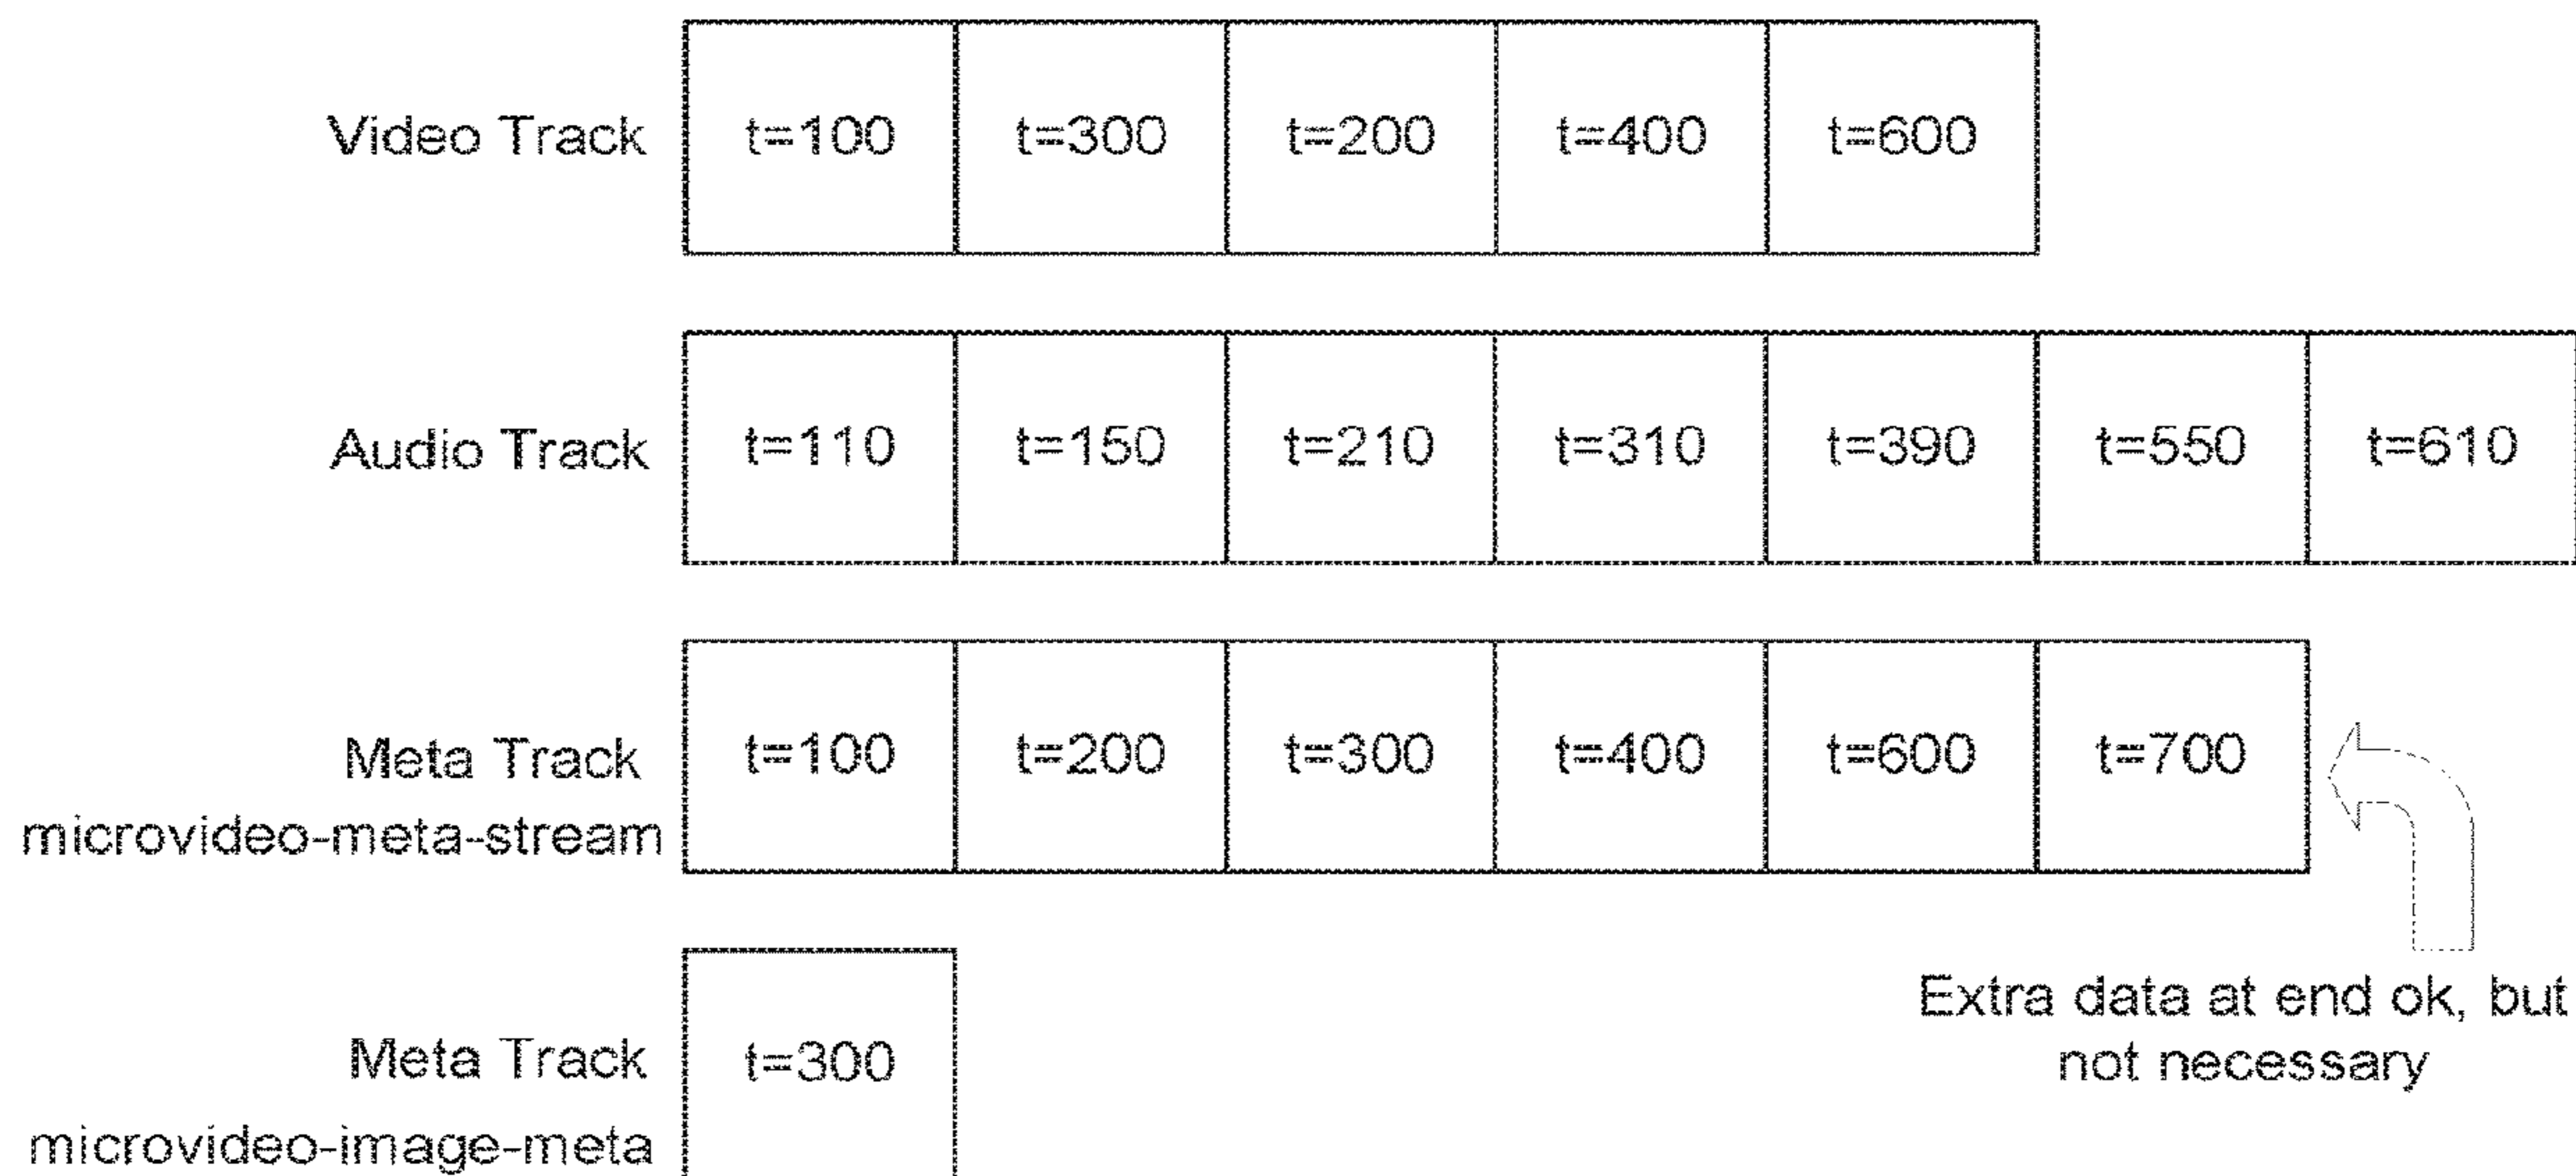 Video Track t=100 t=300 t=200 t=400 t=600
Audio Track t=110 t=150 t=210 t=310 t=390 t=550 t=610
Meta Track t=100 t=200 t=300 t=400 t=600 t=700
microvideo-meta-stream
Extra data at end ok, but
not necessary
Meta Track t=300
microvideo-image-meta